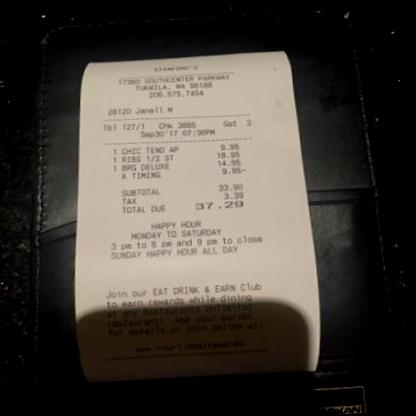 STANFORD'S
17380 SOUTHCENTER PARKWAY
TUKWILA, WA 98188
206.575.7454
28120 Janell M
Tbl 127/1 Chk 3885 Gst 3
Sep30'17 07:36PM
1 CHIC TEND AP 9.95
1 RIBS 1/2 ST 18.95
1 BRG DELUXE 14.95
K TIMING 9.95-
SUBTOTAL 33.90
TAX 3.39
TOTAL DUE 37.29
HAPPY HOUR
MONDAY TO SATURDAY
3 pm to 6 pm and 9 pm to close
SUNDAY HAPPY HOUR ALL DAY
Join our EAT DRINK & EARN Club
to earn rewards while dining
at any Restaurants Unlimited
restaurant! Ask your server
for details or join online at:
www.r-u-i.com/rewards